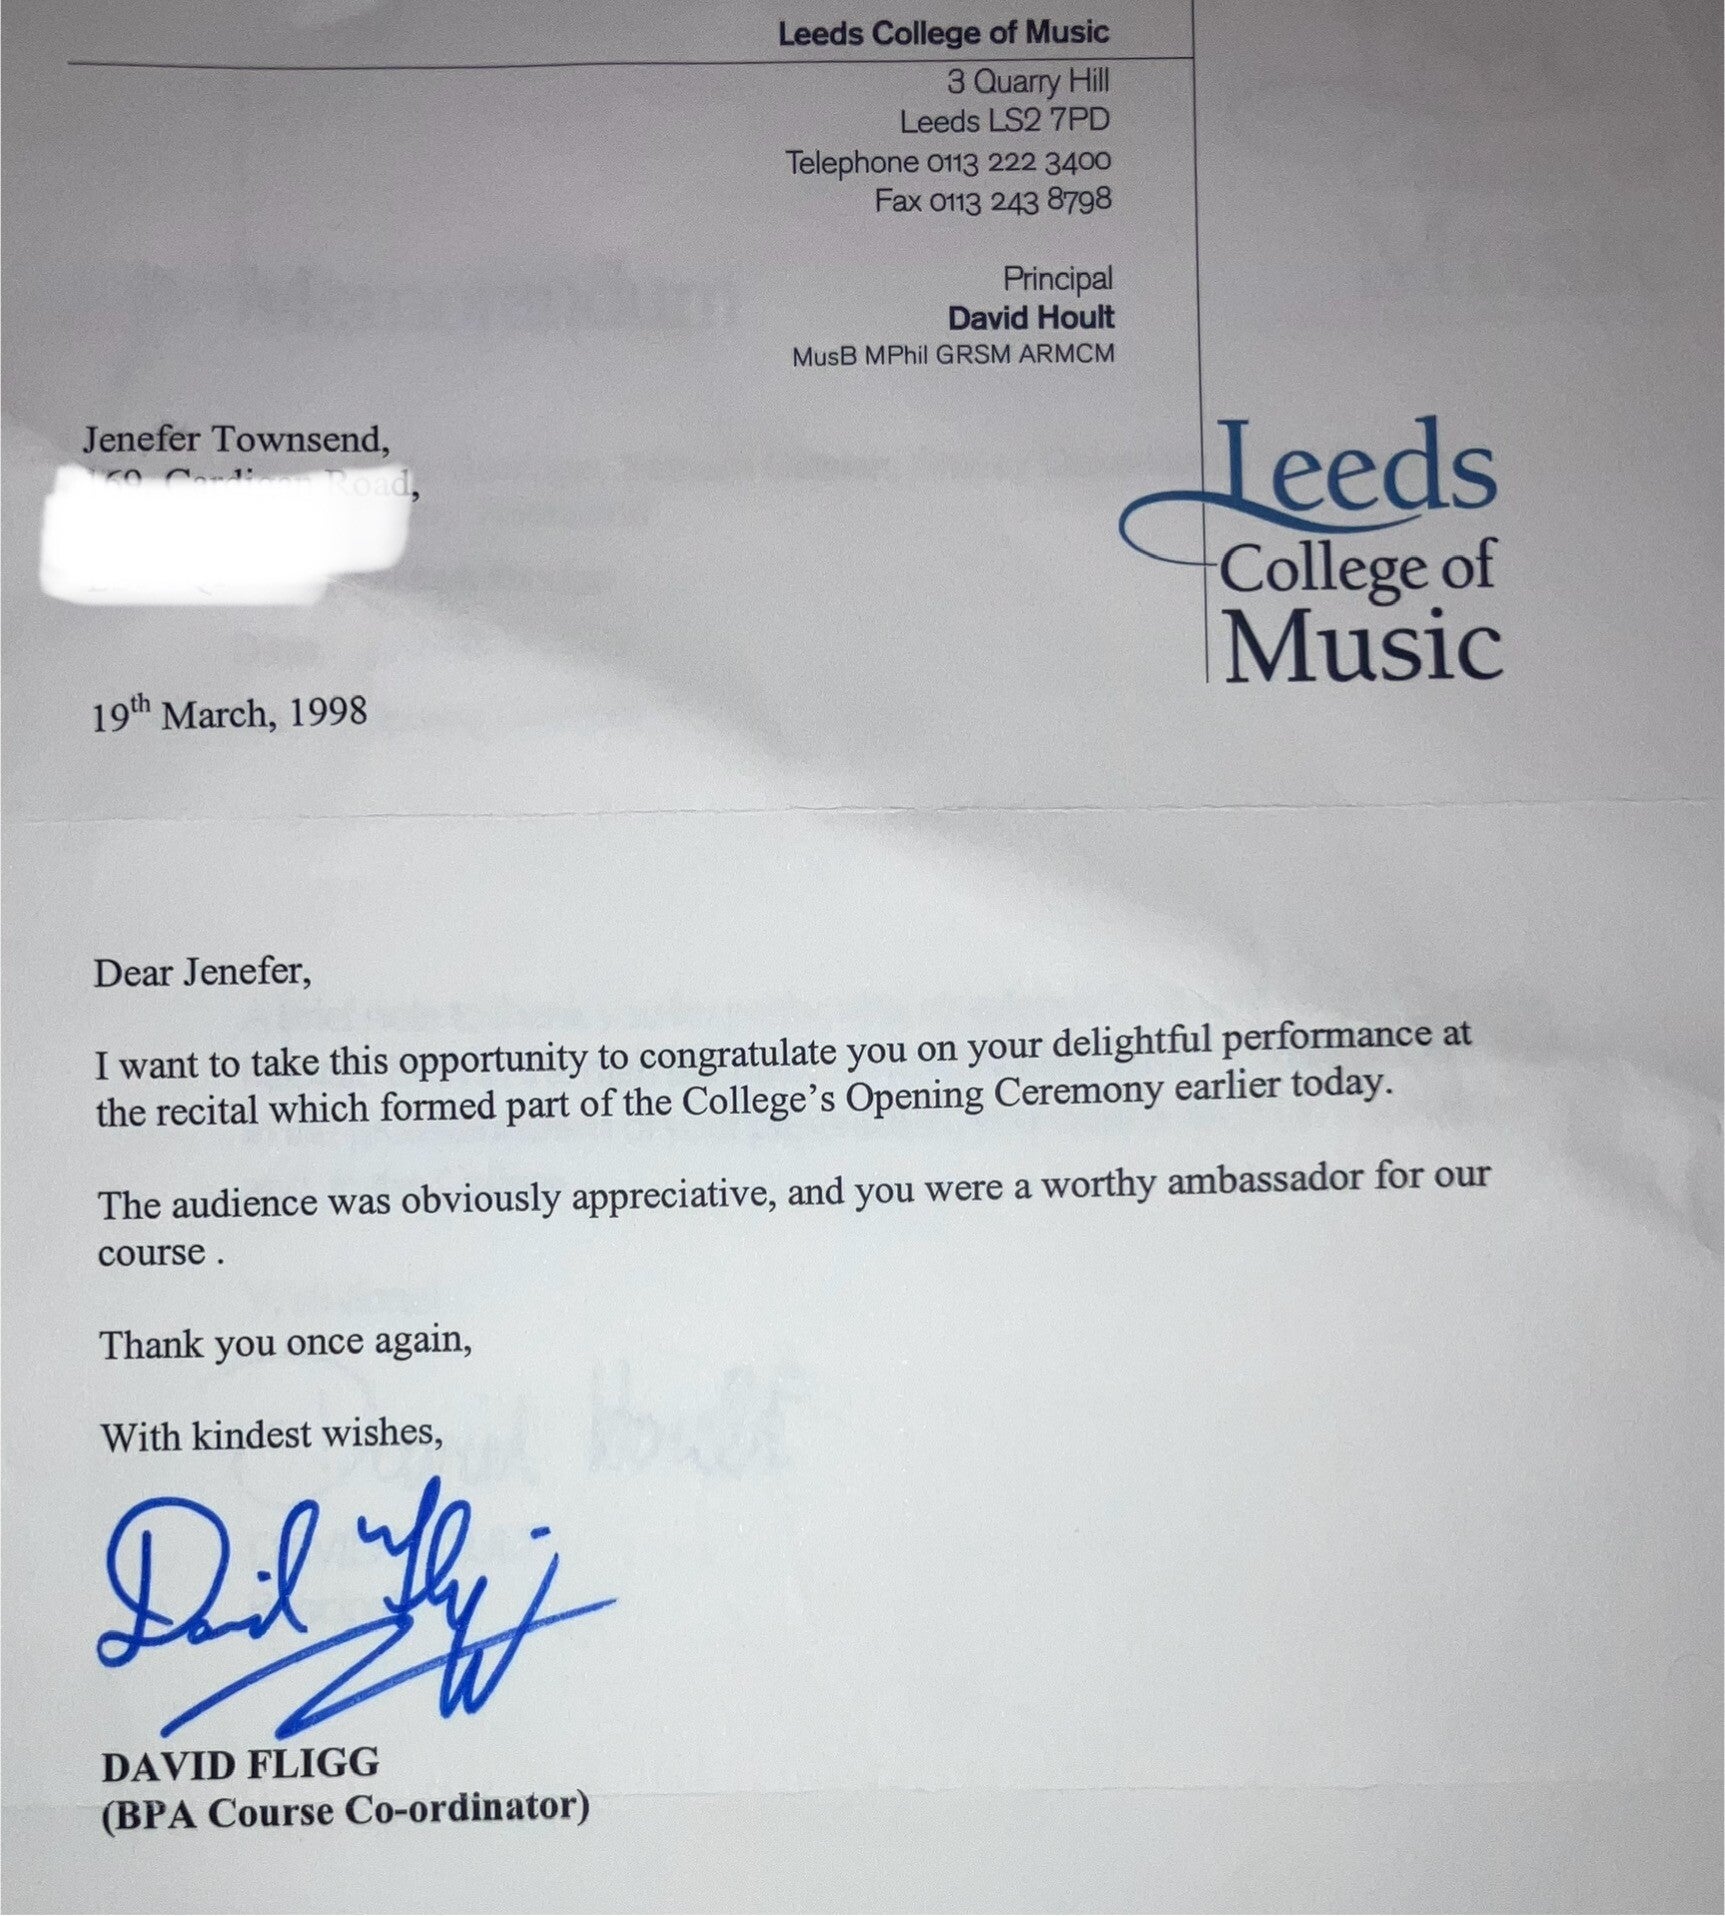 Leeds College of Music
3 Quarry Hill
Leeds LS2 7PD
Telephone 0113 222 3400
Fax 0113 243 8798
Principal
David Hoult
MusB MPhil GRSM ARMCM
Jenefer Townsend,
Road,
Leeds
College of
Music
19th March, 1998
Dear Jenefer,
I want to take this opportunity to congratulate you on your delightful performance at
the recital which formed part of the College's Opening Ceremony earlier today.
The audience was obviously appreciative, and you were a worthy ambassador for our
course .
Thank you once again,
With kindest wishes,
David Fligg
DAVID FLIGG
(BPA Course Co-ordinator)